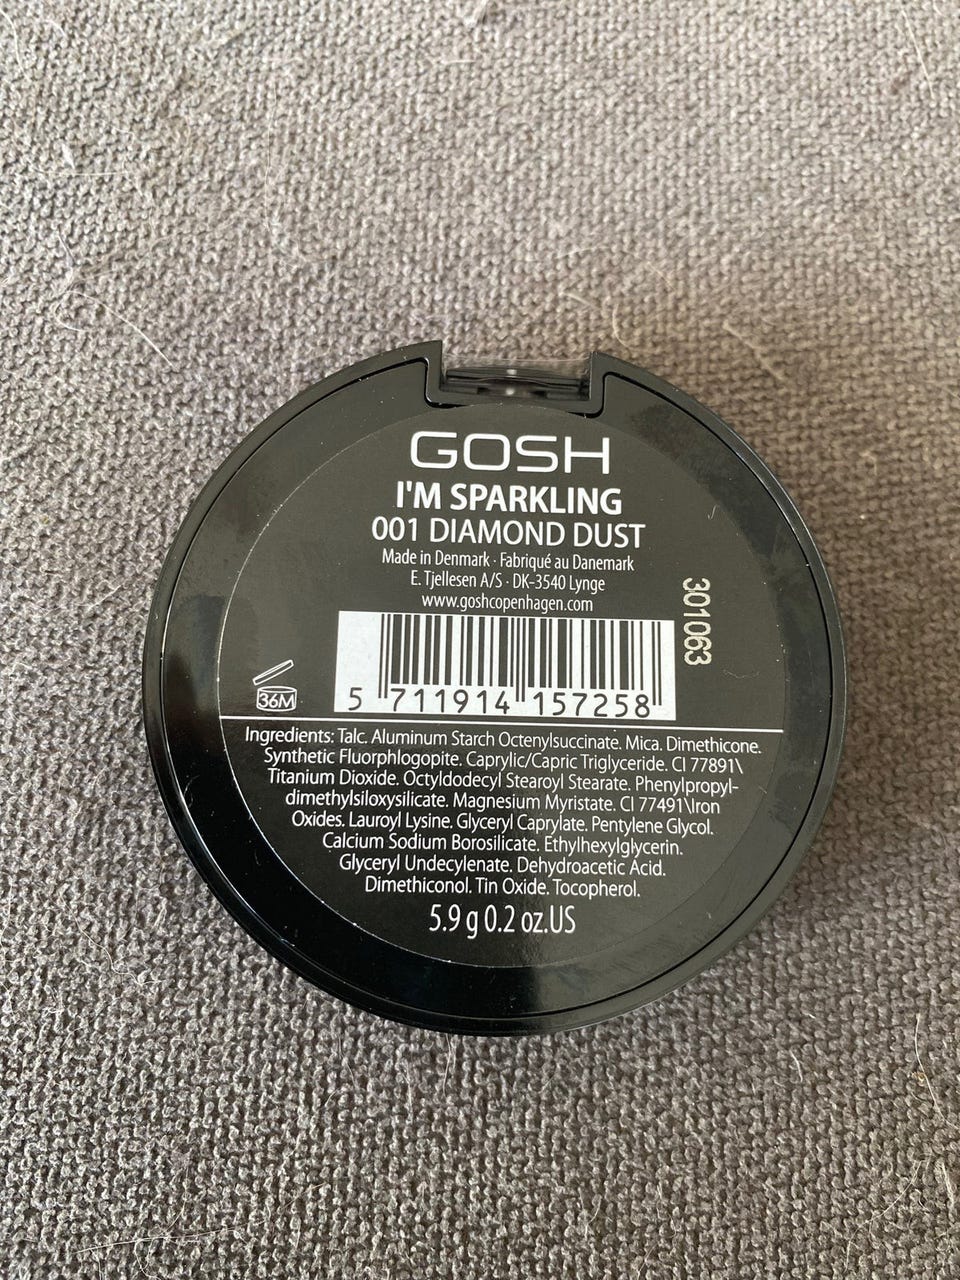 GOSH
I'M SPARKLING
001 DIAMOND DUST
Made in Denmark · Fabriqué au Danemark
E. Tjellesen A/S · DK-3540 Lynge
www.goshcopenhagen.com
301063
5 711914 157258
36M
Ingredients: Talc. Aluminum Starch Octenylsuccinate. Mica. Dimethicone.
Synthetic Fluorphlogopite. Caprylic/Capric Triglyceride. CI 77891\
Titanium Dioxide. Octyldodecyl Stearoyl Stearate. Phenylpropyl-
dimethylsiloxysilicate. Magnesium Myristate. CI 77491\Iron
Oxides. Lauroyl Lysine. Glyceryl Caprylate. Pentylene Glycol.
Calcium Sodium Borosilicate. Ethylhexylglycerin.
Glyceryl Undecylenate. Dehydroacetic Acid.
Dimethiconol. Tin Oxide. Tocopherol.
5.9 g 0.2 oz.US